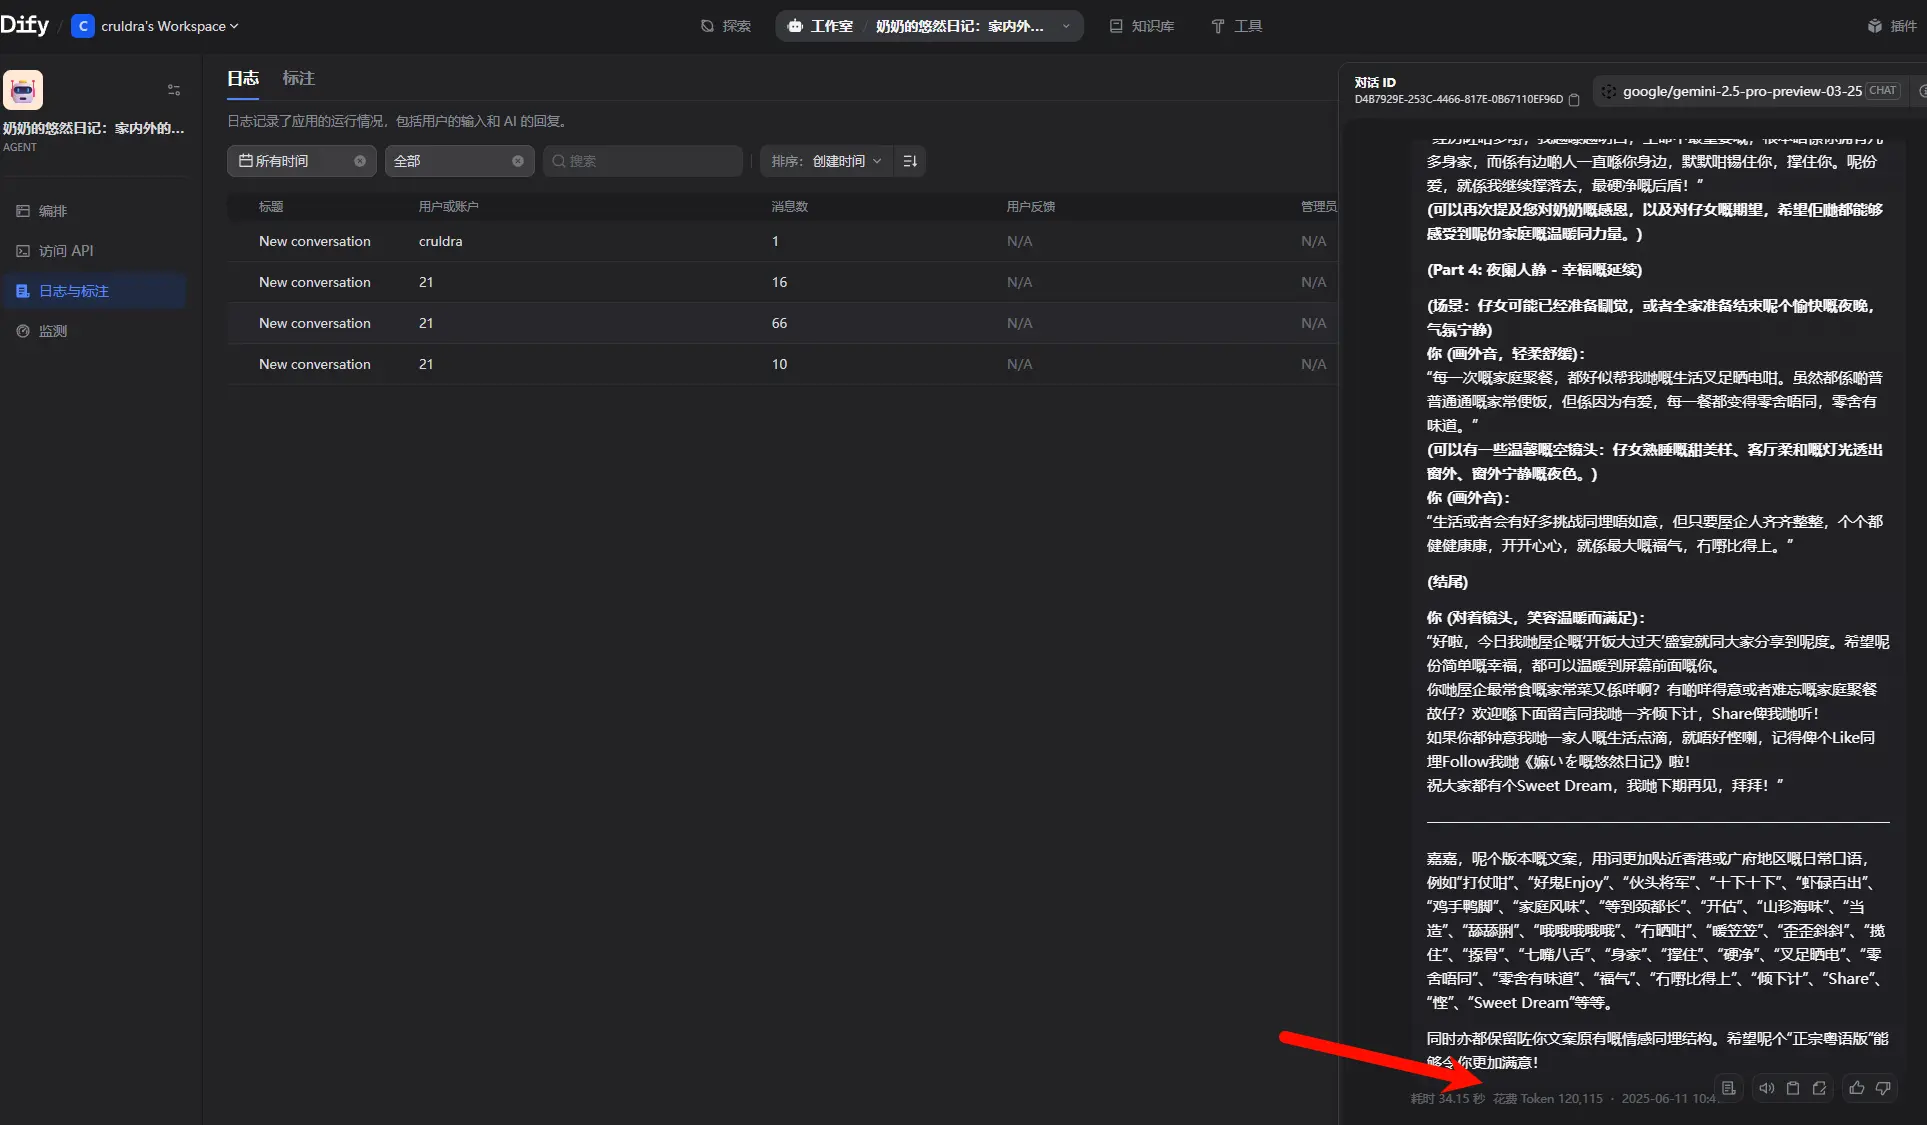 Dify
C cruldra's Workspace
探索
工作室 / 奶奶的悠然日记：家内外...
知识库
工具
插件
奶奶的悠然日记：家内外的...
AGENT
编排
访问 API
日志与标注
监测
日志
标注
日志记录了应用的运行情况，包括用户的输入和 AI 的回复。
所有时间
全部
搜索
排序： 创建时间
标题 用户或账户 消息数 用户反馈 管理员
New conversation cruldra 1 N/A N/A
New conversation 21 16 N/A N/A
New conversation 21 66 N/A N/A
New conversation 21 10 N/A N/A
对话 ID
D4B7929E-253C-4466-817E-0B67110EF96D
google/gemini-2.5-pro-preview-03-25 CHAT
多身家，而係有边啲人一直喺你身边，默默咁锡住你，撑住你。呢份
爱，就係我继续撑落去，最硬净嘅后盾！”
(可以再次提及您对奶奶嘅感恩，以及对仔女嘅期望，希望佢哋都能够
感受到呢份家庭嘅温暖同力量。)
(Part 4: 夜阑人静 - 幸福嘅延续)
(场景：仔女可能已经准备瞓觉，或者全家准备结束呢个愉快嘅夜晚，
气氛宁静)
你 (画外音，轻柔舒缓)：
“每一次嘅家庭聚餐，都好似帮我哋嘅生活叉足晒电咁。虽然都係啲普
普通通嘅家常便饭，但係因为有爱，每一餐都变得零舍唔同，零舍有
味道。”
(可以有一些温馨嘅空镜头：仔女熟睡嘅甜美样、客厅柔和嘅灯光透出
窗外、窗外宁静嘅夜色。)
你 (画外音)：
“生活或者会有好多挑战同埋唔如意，但只要屋企人齐齐整整，个个都
健健康康，开开心心，就係最大嘅福气，冇嘢比得上。”
(结尾)
你 (对着镜头，笑容温暖而满足)：
“好啦，今日我哋屋企嘅‘开饭大过天’盛宴就同大家分享到呢度。希望呢
份简单嘅幸福，都可以温暖到屏幕前面嘅你。
你哋屋企最常食嘅家常菜又係咩啊？有啲咩得意或者难忘嘅家庭聚餐
故仔？欢迎喺下面留言同我哋一齐倾下计，Share俾我哋听！
如果你都钟意我哋一家人嘅生活点滴，就唔好悭喇，记得俾个Like同
埋Follow我哋《嫲いを嘅悠然日记》啦！
祝大家都有个Sweet Dream，我哋下期再见，拜拜！”
嘉嘉，呢个版本嘅文案，用词更加贴近香港或广府地区嘅日常口语，
例如“打仗咁”、“好鬼Enjoy”、“伙头将军”、“十下十下”、“虾碌百出”、
“鸡手鸭脚”、“家庭风味”、“等到颈都长”、“开估”、“山珍海味”、“当
造”、“舔舔脷”、“哦哦哦哦哦”、“冇晒咁”、“暖笠笠”、“歪歪斜斜”、“揽
住”、“㨆骨”、“七嘴八舌”、“身家”、“撑住”、“硬净”、“叉足晒电”、“零
舍唔同”、“零舍有味道”、“福气”、“冇嘢比得上”、“倾下计”、“Share”、
“悭”、“Sweet Dream”等等。
同时亦都保留咗你文案原有嘅情感同埋结构。希望呢个“正宗粤语版”能
够令你更加满意！
耗时 34.15 秒 花费 Token 120,115 · 2025-06-11 10:4